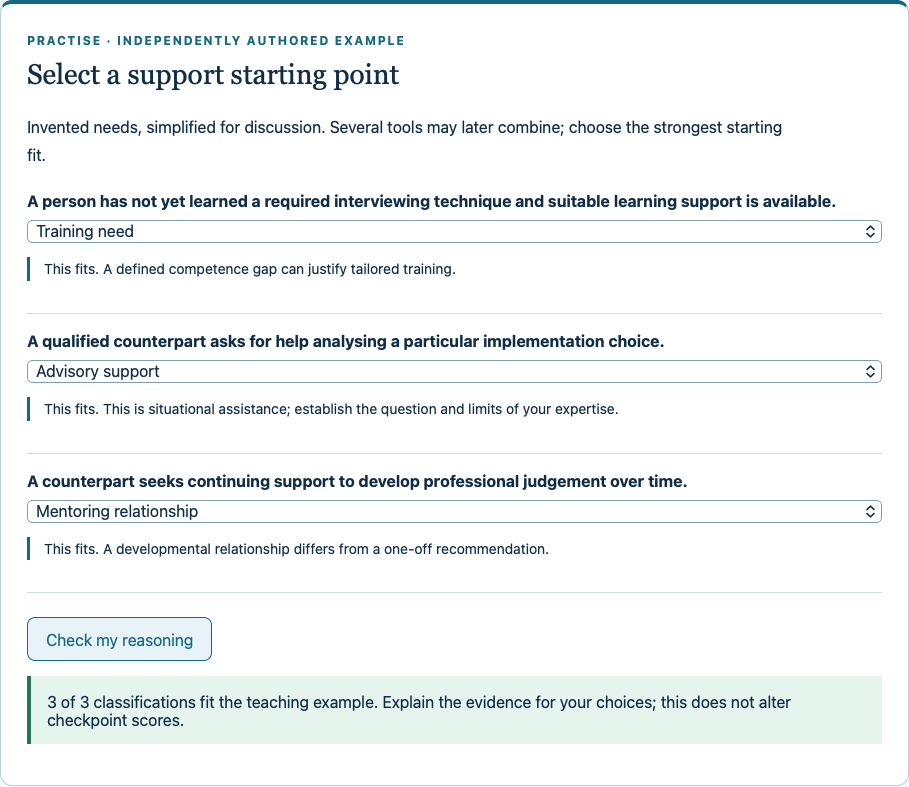 PRACTISE · INDEPENDENTLY AUTHORED EXAMPLE
Select a support starting point
Invented needs, simplified for discussion. Several tools may later combine; choose the strongest starting
fit.
A person has not yet learned a required interviewing technique and suitable learning support is available.
Training need
This fits. A defined competence gap can justify tailored training.
A qualified counterpart asks for help analysing a particular implementation choice.
Advisory support
This fits. This is situational assistance; establish the question and limits of your expertise.
A counterpart seeks continuing support to develop professional judgement over time.
Mentoring relationship
This fits. A developmental relationship differs from a one-off recommendation.
Check my reasoning
3 of 3 classifications fit the teaching example. Explain the evidence for your choices; this does not alter
checkpoint scores.